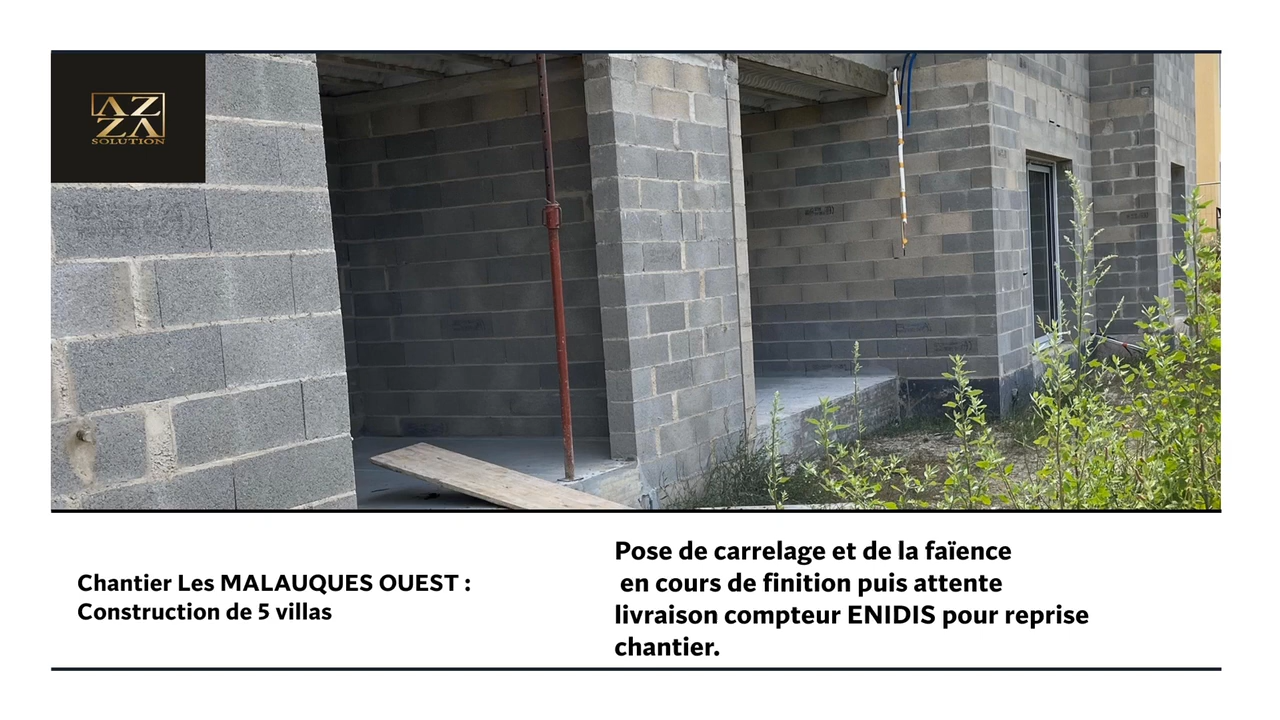 AZ
ZA
SOLUTION
Chantier Les MALAUQUES OUEST :
Construction de 5 villas
Pose de carrelage et de la faïence
en cours de finition puis attente
livraison compteur ENIDIS pour reprise
chantier.